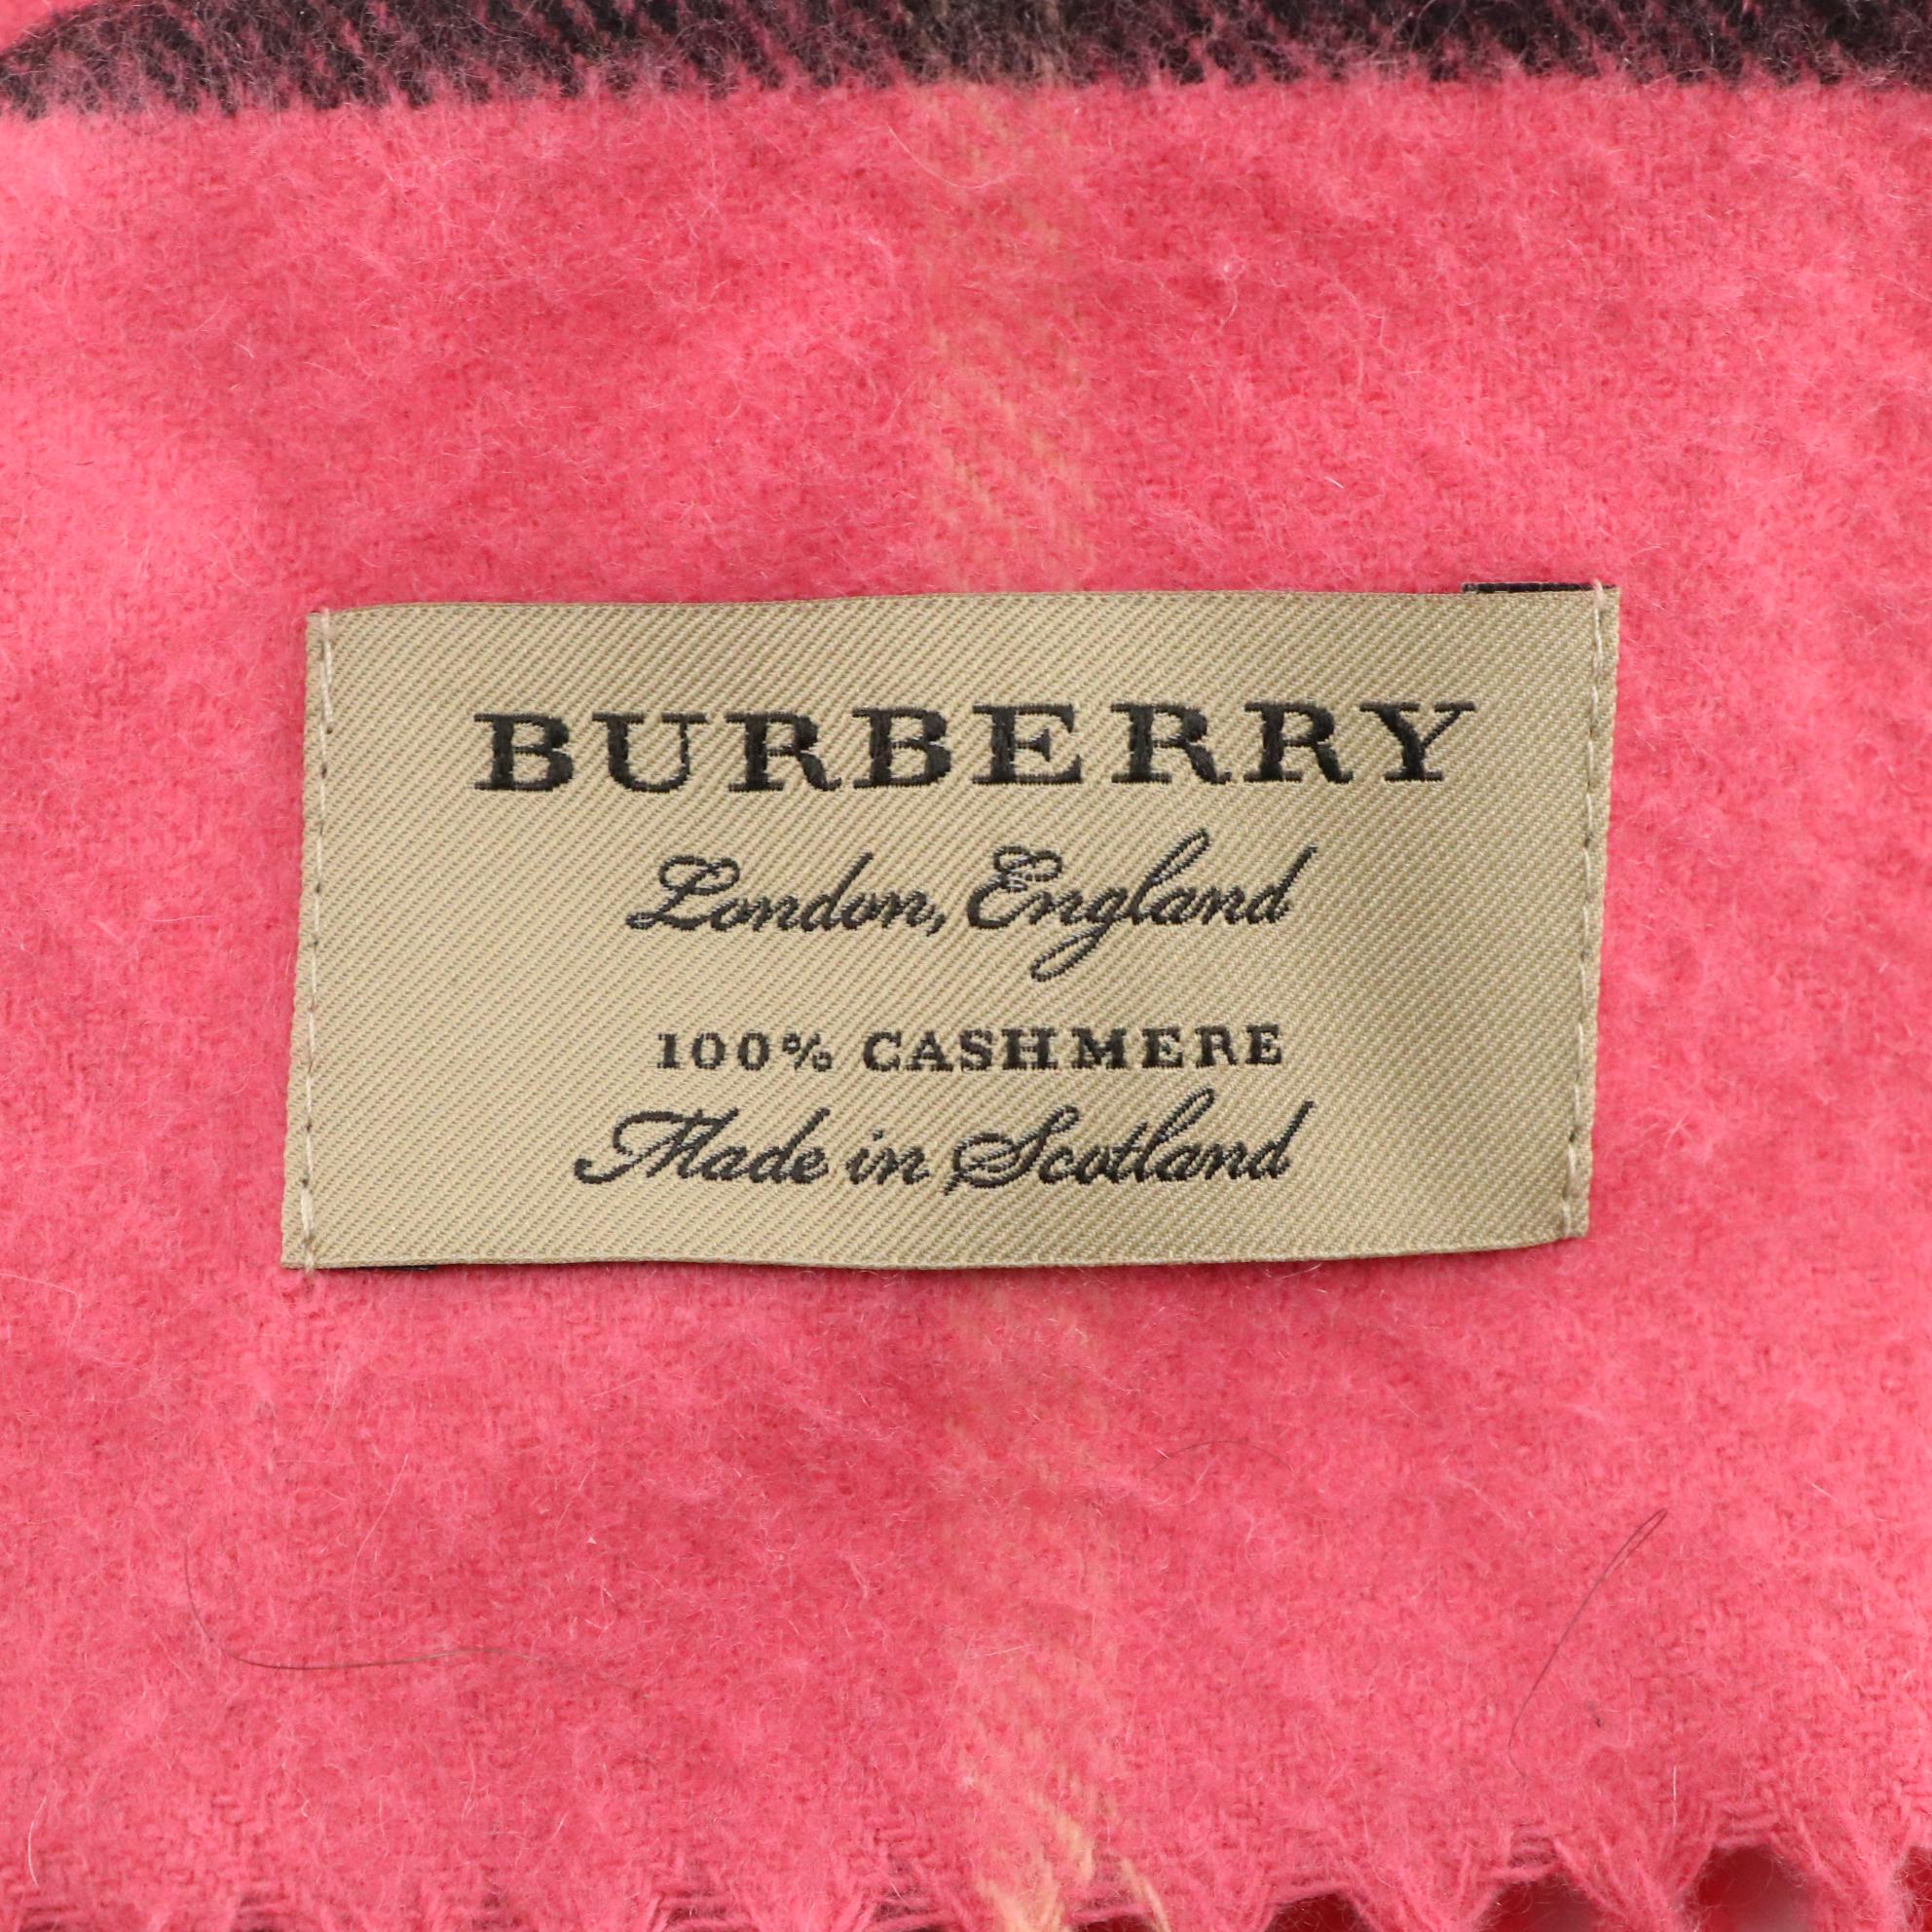 BURBERRY
London, England
100% CASHMERE
Made in Scotland